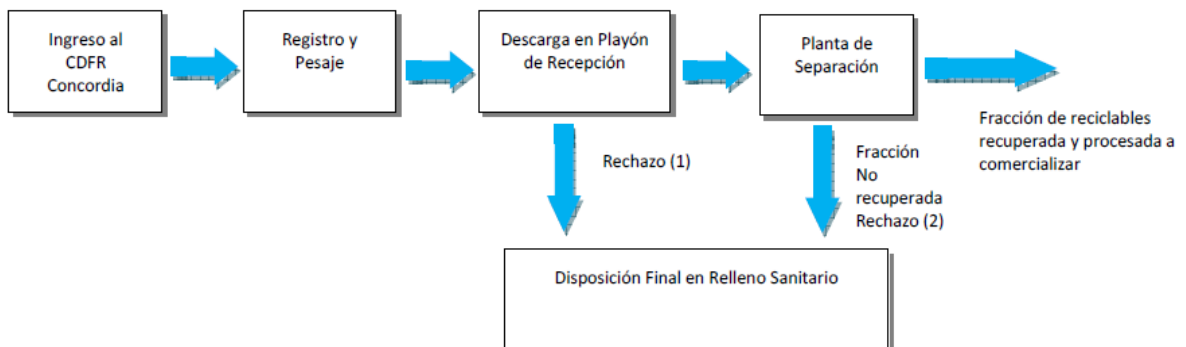 Ingreso al
CDFR
Concordia
Registro y
Pesaje
Descarga en Playón
de Recepción
Planta de
Separación
Fracción de reciclables
recuperada y procesada a
comercializar
Rechazo (1)
Fracción
No
recuperada
Rechazo (2)
Disposición Final en Relleno Sanitario